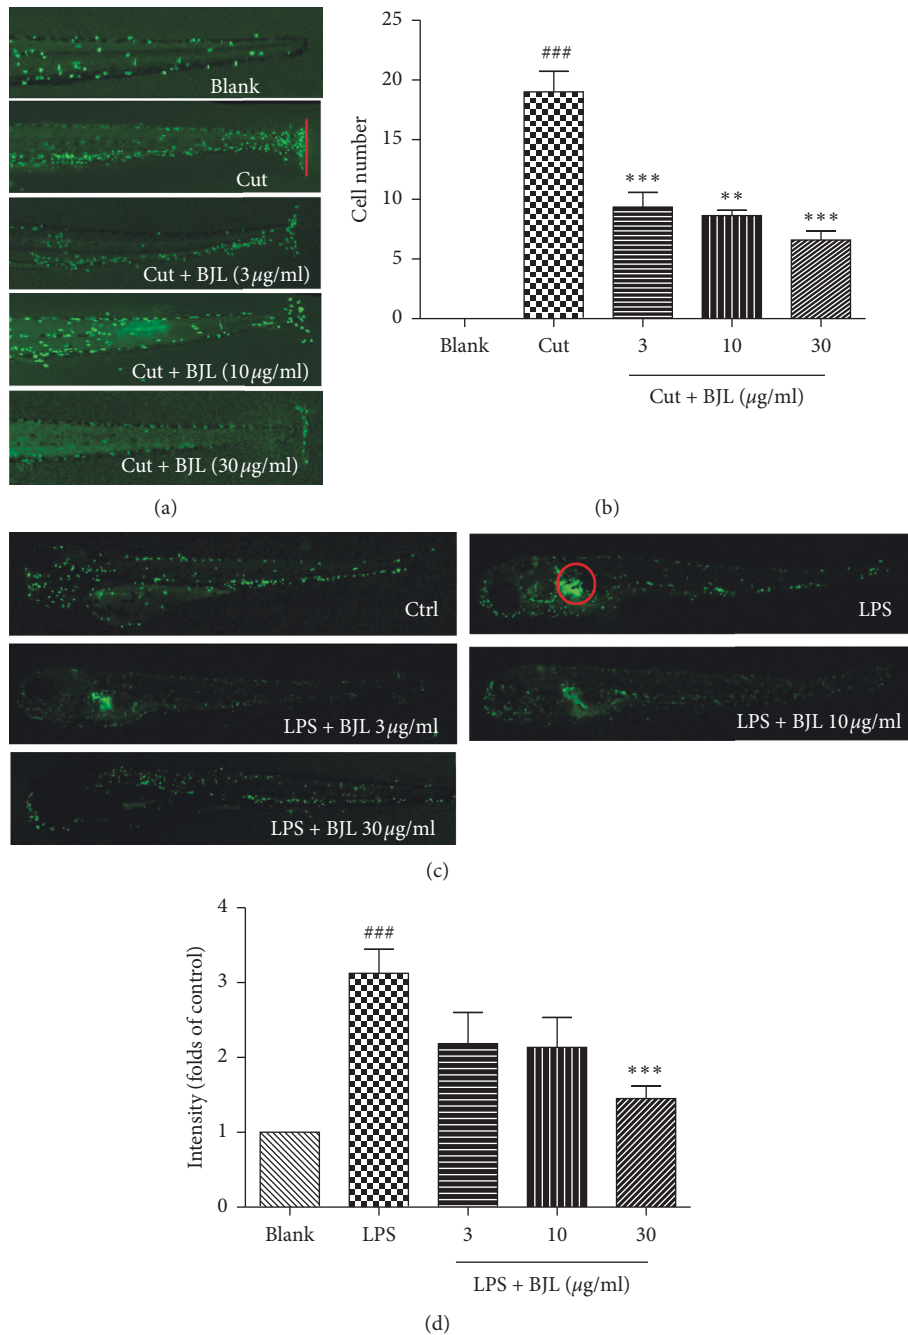 Blank
Cut
Cut + BJL (3 μg/ml)
Cut + BJL (10 μg/ml)
Cut + BJL (30 μg/ml)
(a)
25
20
15
10
5
0
Cell number
###
***
**
***
Blank Cut 3 10 30
Cut + BJL (μg/ml)
(b)
Ctrl
LPS
LPS + BJL 3 μg/ml
LPS + BJL 10 μg/ml
LPS + BJL 30 μg/ml
(c)
4
3
2
1
0
Intensity (folds of control)
###
***
Blank LPS 3 10 30
LPS + BJL (μg/ml)
(d)